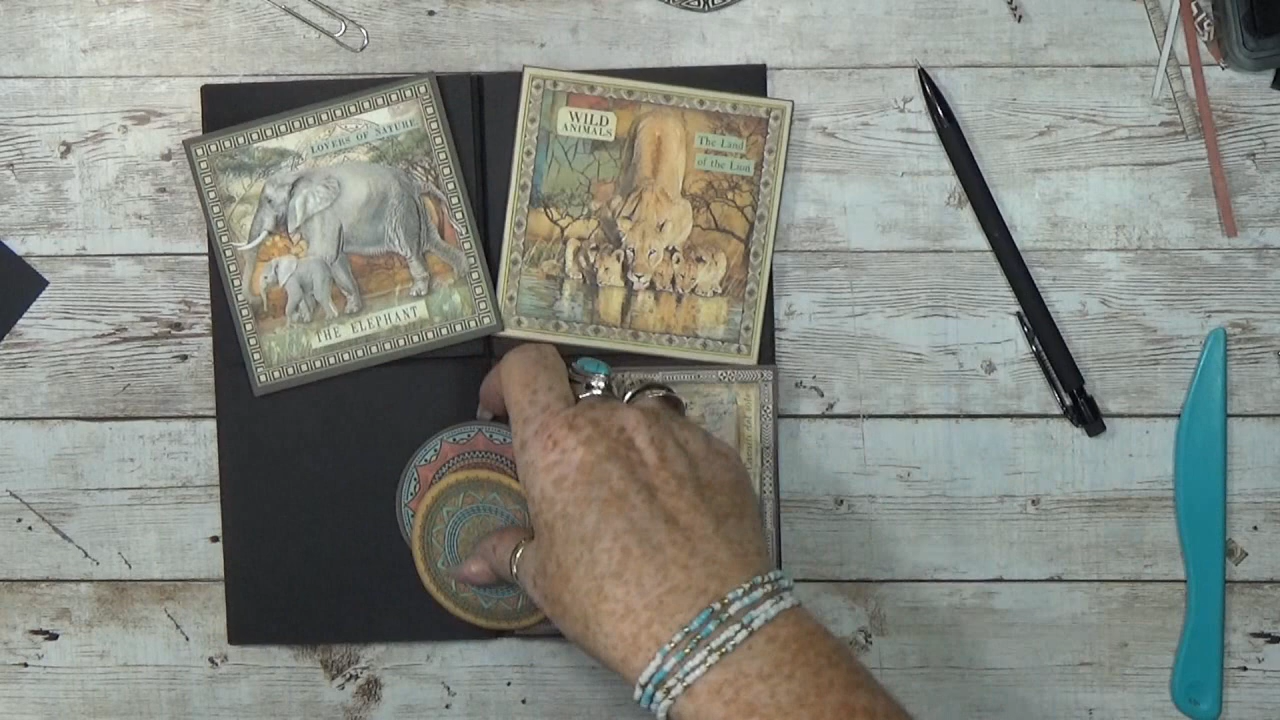 LOVERS OF NATURE
THE ELEPHANT
WILD
ANIMALS
The Land
of the Lion